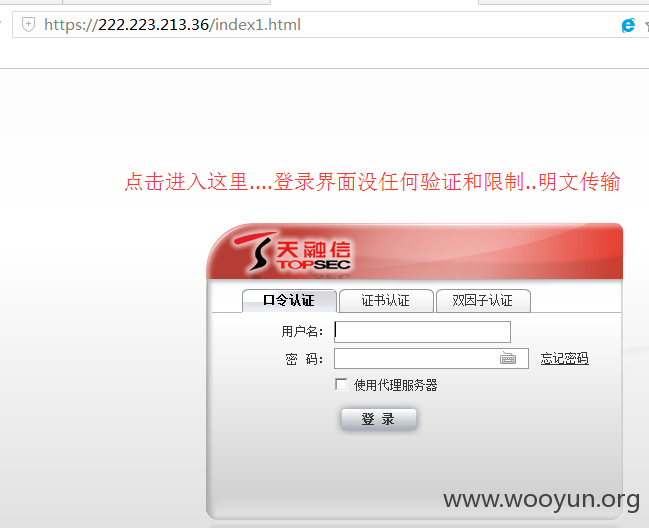 https://222.223.213.36/index1.html
点击进入这里....登录界面没任何验证和限制..明文传输
天融信
TOPSEC
口令认证 证书认证 双因子认证
用户名：
密 码： 忘记密码
使用代理服务器
登 录
www.wooyun.org